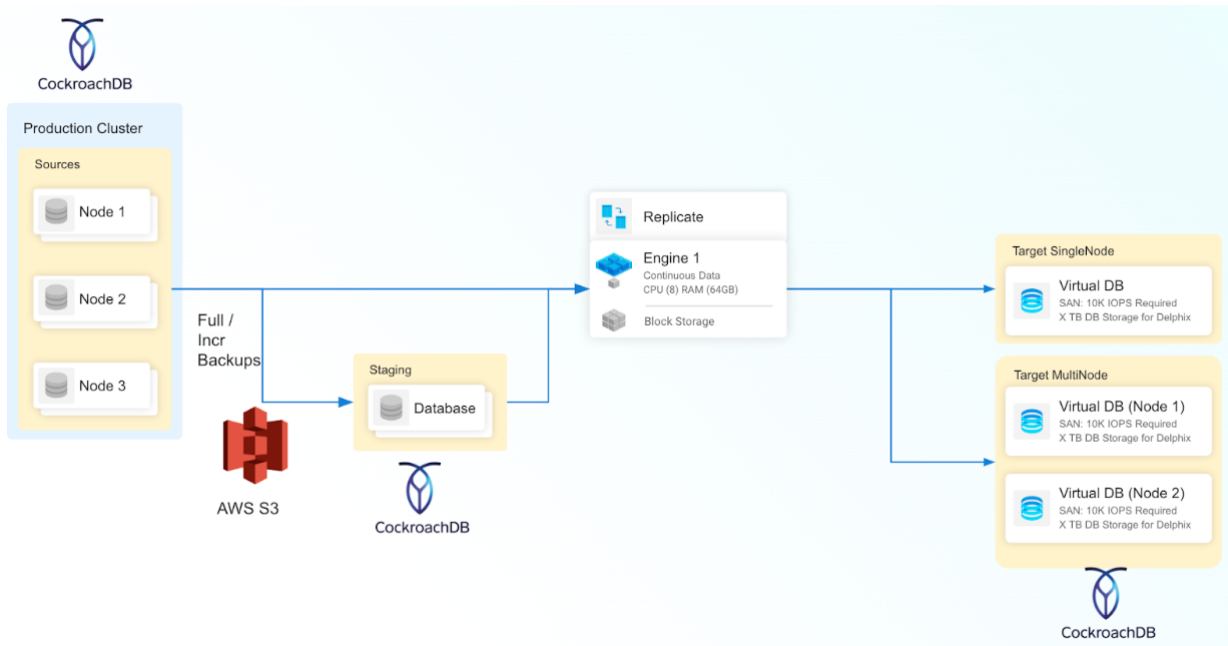 CockroachDB
Production Cluster
Sources
Node 1
Node 2
Node 3
Full /
Incr
Backups
AWS S3
Staging
Database
CockroachDB
Replicate
Engine 1
Continuous Data
CPU (8) RAM (64GB)
Block Storage
Target SingleNode
Virtual DB
SAN: 10K IOPS Required
X TB DB Storage for Delphix
Target MultiNode
Virtual DB (Node 1)
SAN: 10K IOPS Required
X TB DB Storage for Delphix
Virtual DB (Node 2)
SAN: 10K IOPS Required
X TB DB Storage for Delphix
CockroachDB